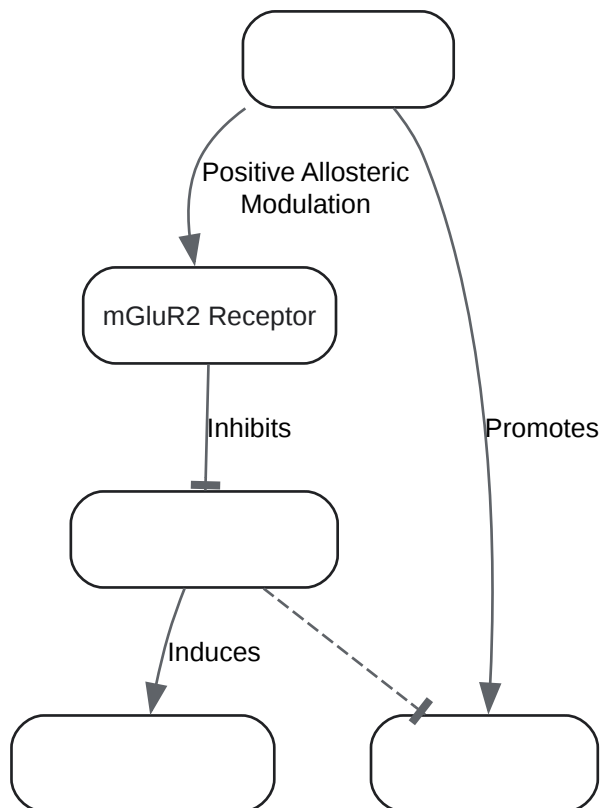 Positive Allosteric
Modulation
mGluR2 Receptor
Inhibits
Promotes
Induces